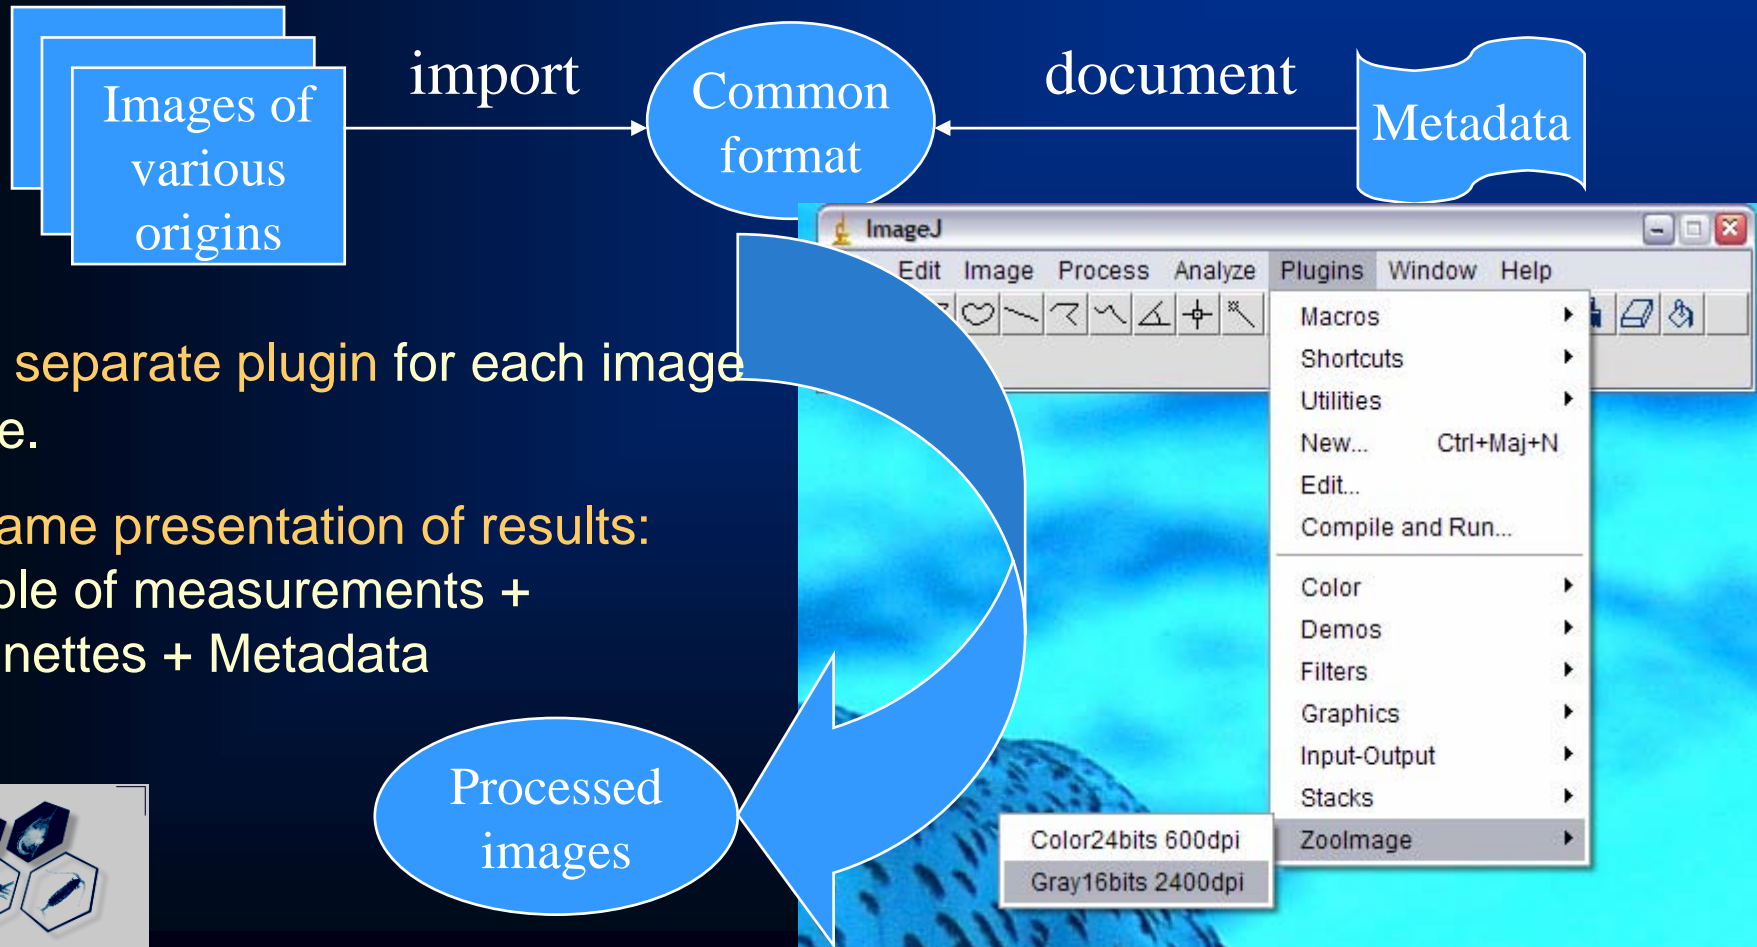 import
document
Images of
various
origins
Common
format
Metadata
ImageJ
Edit Image Process Analyze Plugins Window Help
Macros
Shortcuts
Utilities
New... Ctrl+Maj+N
Edit...
Compile and Run...
Color
Demos
Filters
Graphics
Input-Output
Stacks
ZooImage
Color24bits 600dpi
Gray16bits 2400dpi
separate plugin for each image
e.
ame presentation of results:
ble of measurements +
nettes + Metadata
Processed
images